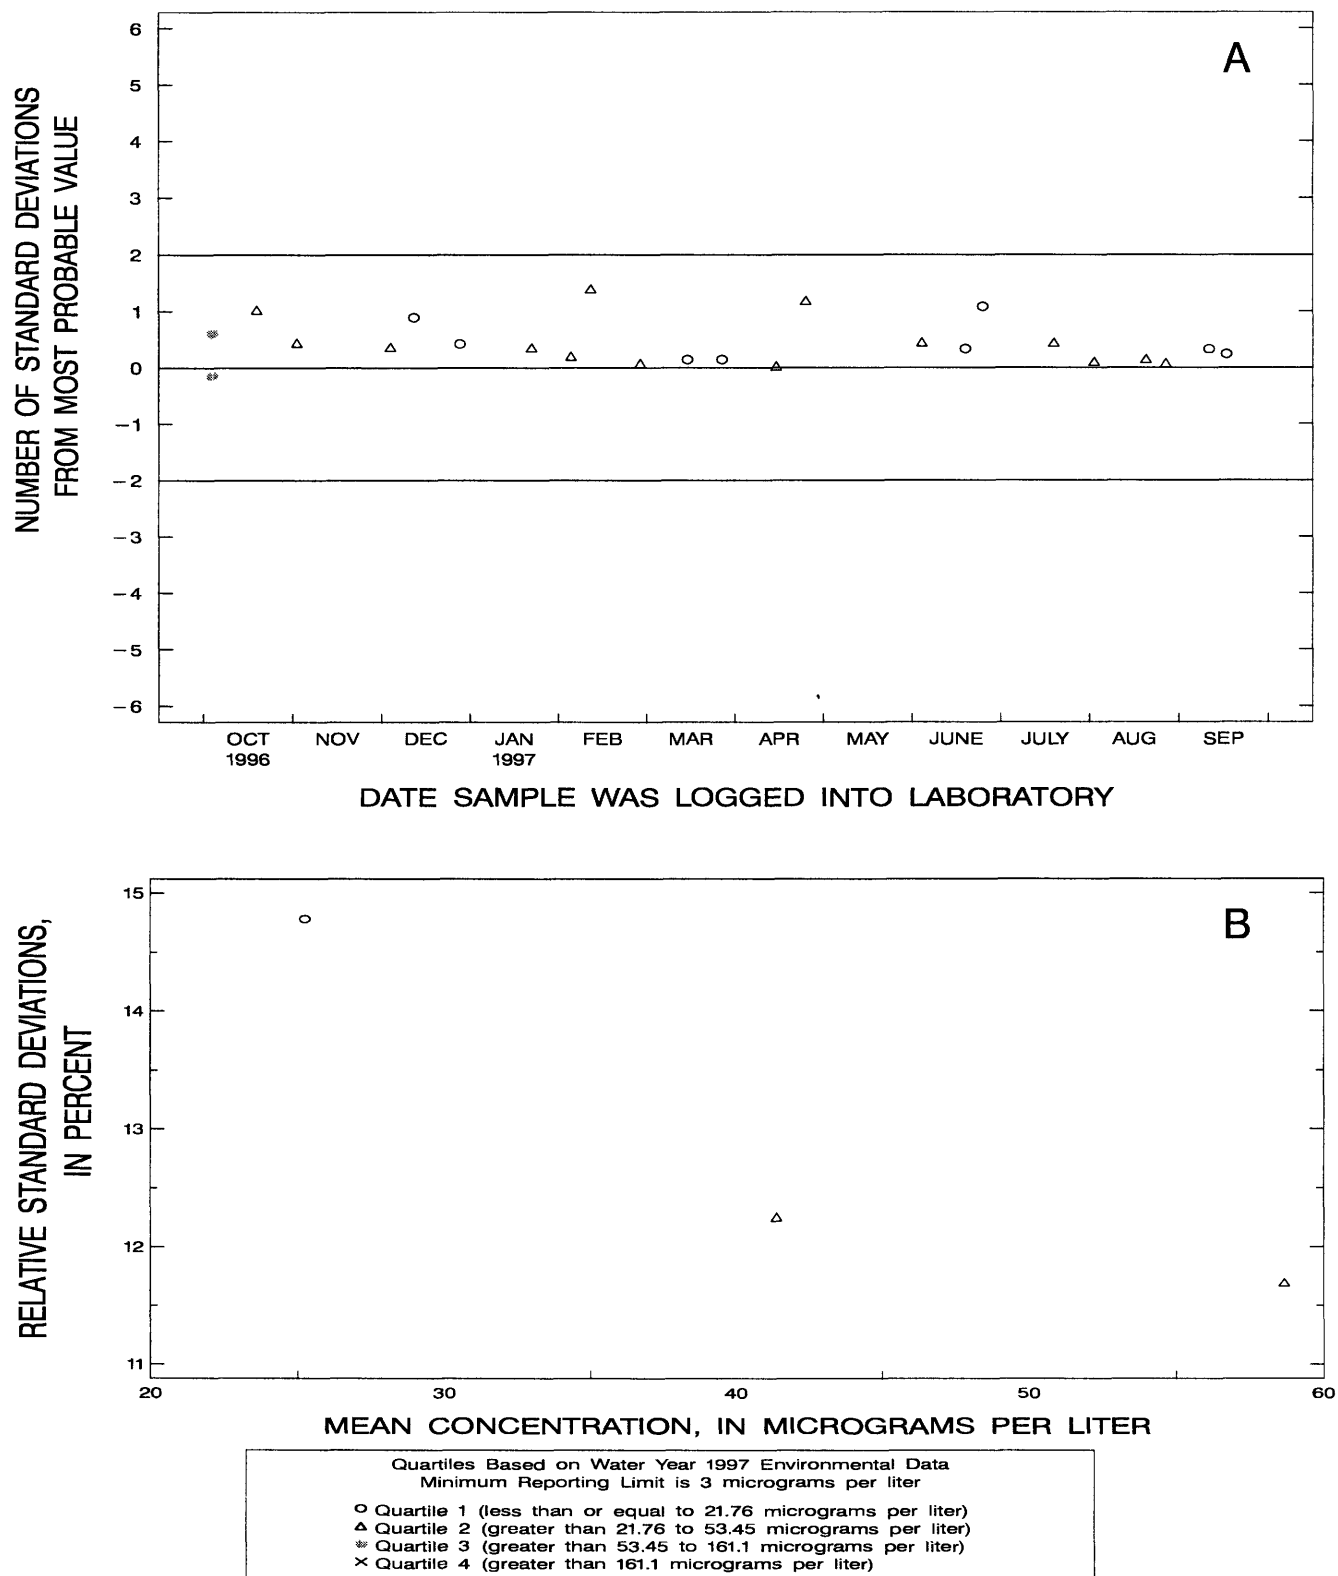 A
NUMBER OF STANDARD DEVIATIONS
FROM MOST PROBABLE VALUE
6
5
4
3
2
1
0
−1
−2
−3
−4
−5
−6
OCT NOV DEC JAN FEB MAR APR MAY JUNE JULY AUG SEP
1996 1997
DATE SAMPLE WAS LOGGED INTO LABORATORY
B
RELATIVE STANDARD DEVIATIONS,
IN PERCENT
15
14
13
12
11
20 30 40 50 60
MEAN CONCENTRATION, IN MICROGRAMS PER LITER
Quartiles Based on Water Year 1997 Environmental Data
Minimum Reporting Limit is 3 micrograms per liter
Quartile 1 (less than or equal to 21.76 micrograms per liter)
Quartile 2 (greater than 21.76 to 53.45 micrograms per liter)
Quartile 3 (greater than 53.45 to 161.1 micrograms per liter)
Quartile 4 (greater than 161.1 micrograms per liter)